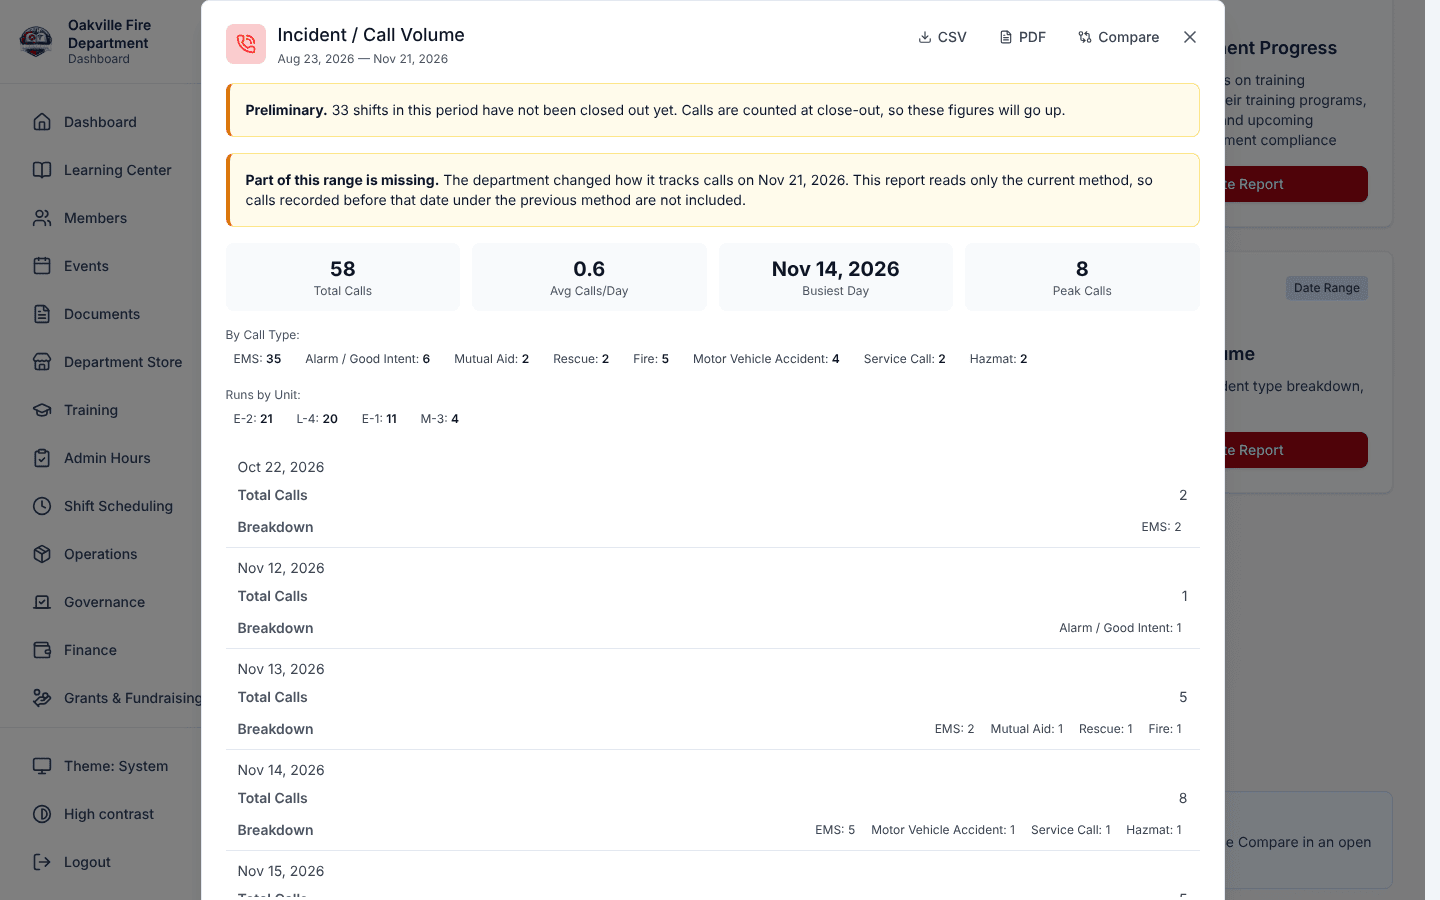 Oakville Fire
Department
Dashboard
Dashboard
Learning Center
Members
Events
Documents
Department Store
Training
Admin Hours
Shift Scheduling
Operations
Governance
Finance
Grants & Fundraising
Theme: System
High contrast
Logout
Incident / Call Volume
Aug 23, 2026 — Nov 21, 2026
CSV
PDF
Compare
Preliminary. 33 shifts in this period have not been closed out yet. Calls are counted at close-out, so these figures will go up.
Part of this range is missing. The department changed how it tracks calls on Nov 21, 2026. This report reads only the current method, so
calls recorded before that date under the previous method are not included.
58
Total Calls
0.6
Avg Calls/Day
Nov 14, 2026
Busiest Day
8
Peak Calls
By Call Type:
EMS: 35 Alarm / Good Intent: 6 Mutual Aid: 2 Rescue: 2 Fire: 5 Motor Vehicle Accident: 4 Service Call: 2 Hazmat: 2
Runs by Unit:
E-2: 21 L-4: 20 E-1: 11 M-3: 4
Oct 22, 2026
Total Calls 2
Breakdown EMS: 2
Nov 12, 2026
Total Calls 1
Breakdown Alarm / Good Intent: 1
Nov 13, 2026
Total Calls 5
Breakdown EMS: 2 Mutual Aid: 1 Rescue: 1 Fire: 1
Nov 14, 2026
Total Calls 8
Breakdown EMS: 5 Motor Vehicle Accident: 1 Service Call: 1 Hazmat: 1
Nov 15, 2026
Total Calls 5
Progress
on training
training programs,
and upcoming
compliance
Report
Date Range
type breakdown,
Report
Compare in an open